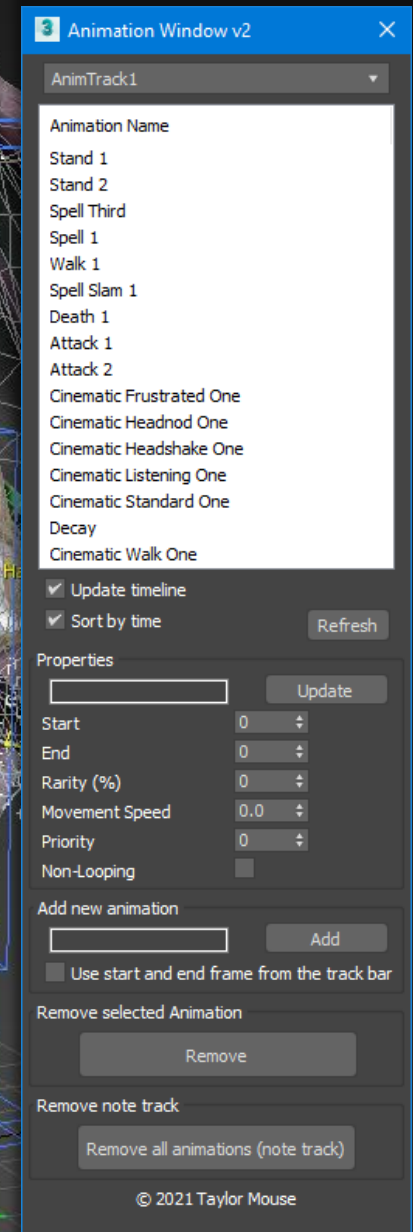 3 Animation Window v2
AnimTrack1
Animation Name
Stand 1
Stand 2
Spell Third
Spell 1
Walk 1
Spell Slam 1
Death 1
Attack 1
Attack 2
Cinematic Frustrated One
Cinematic Headnod One
Cinematic Headshake One
Cinematic Listening One
Cinematic Standard One
Decay
Cinematic Walk One
Ha
Update timeline
Sort by time
Refresh
Properties
Update
Start 0
End 0
Rarity (%) 0
Movement Speed 0.0
Priority 0
Non-Looping
Add new animation
Add
Use start and end frame from the track bar
Remove selected Animation
Remove
Remove note track
Remove all animations (note track)
© 2021 Taylor Mouse